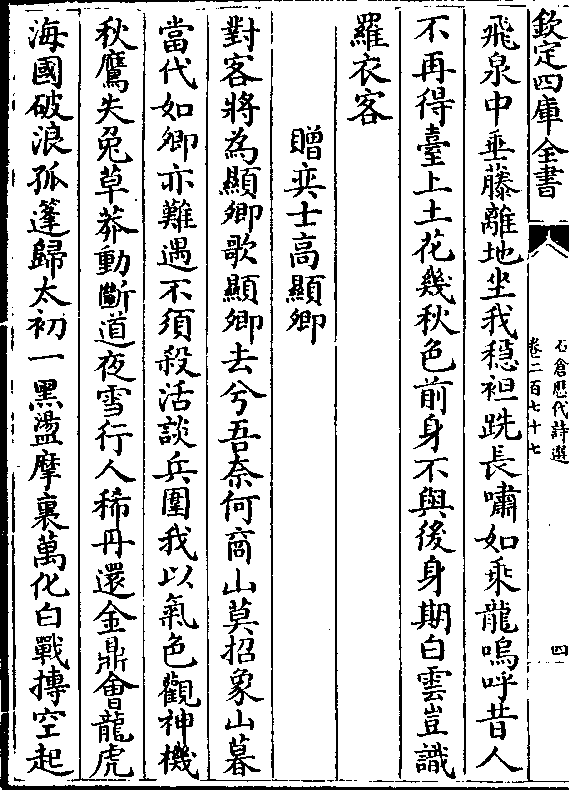 欽定四庫全書
石倉歷代詩選
卷二百七十七
四
飛泉中垂藤離地坐我穏袒跣長嘯如乘龍嗚呼昔人
不再得臺上土花幾秋色前身不與後身期白雲豈識
羅衣客
贈奕士高顯卿
對客將為顯卿歌顯卿去兮吾奈何商山莫招象山暮
當代如卿亦難遇不須殺活談兵圍我以氣色觀神機
秋鷹失兔草莽動斷道夜雪行人稀丹還金鼎會龍虎
海國破浪孤篷歸太初一黑盪摩裏萬化白戰摶空起